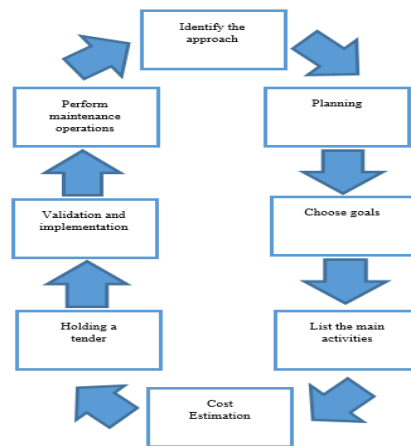 Identify the
approach
Planning
Choose goals
List the main
activities
Cost
Estimation
Holding a
tender
Validation and
implementation
Perform
maintenance
operations